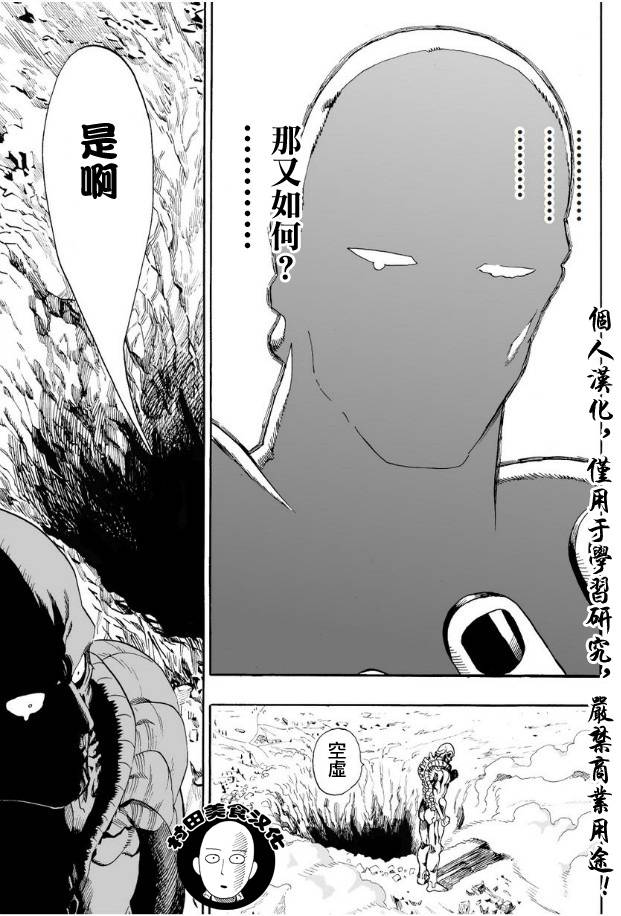 ………
…………
………
那又如何？
…………
空虛
是啊
個人漢化，僅用于學習研究，嚴禁商業用途!!
村田美食汉化